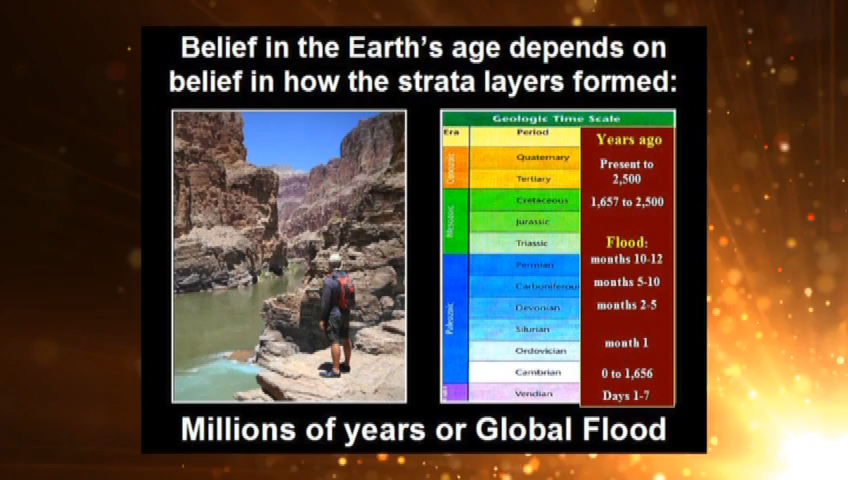 Belief in the Earth's age depends on
belief in how the strata layers formed:
Geologic Time Scale
Era Period Years ago
Cenozoic
Quaternary Present to
Tertiary 2,500
Mesozoic
Cretaceous 1,657 to 2,500
Jurassic
Triassic Flood:
Paleozoic
Permian months 10-12
Carboniferou months 5-10
Devonian months 2-5
Silurian
Ordovician month 1
Cambrian 0 to 1,656
Vendian Days 1-7
Millions of years or Global Flood